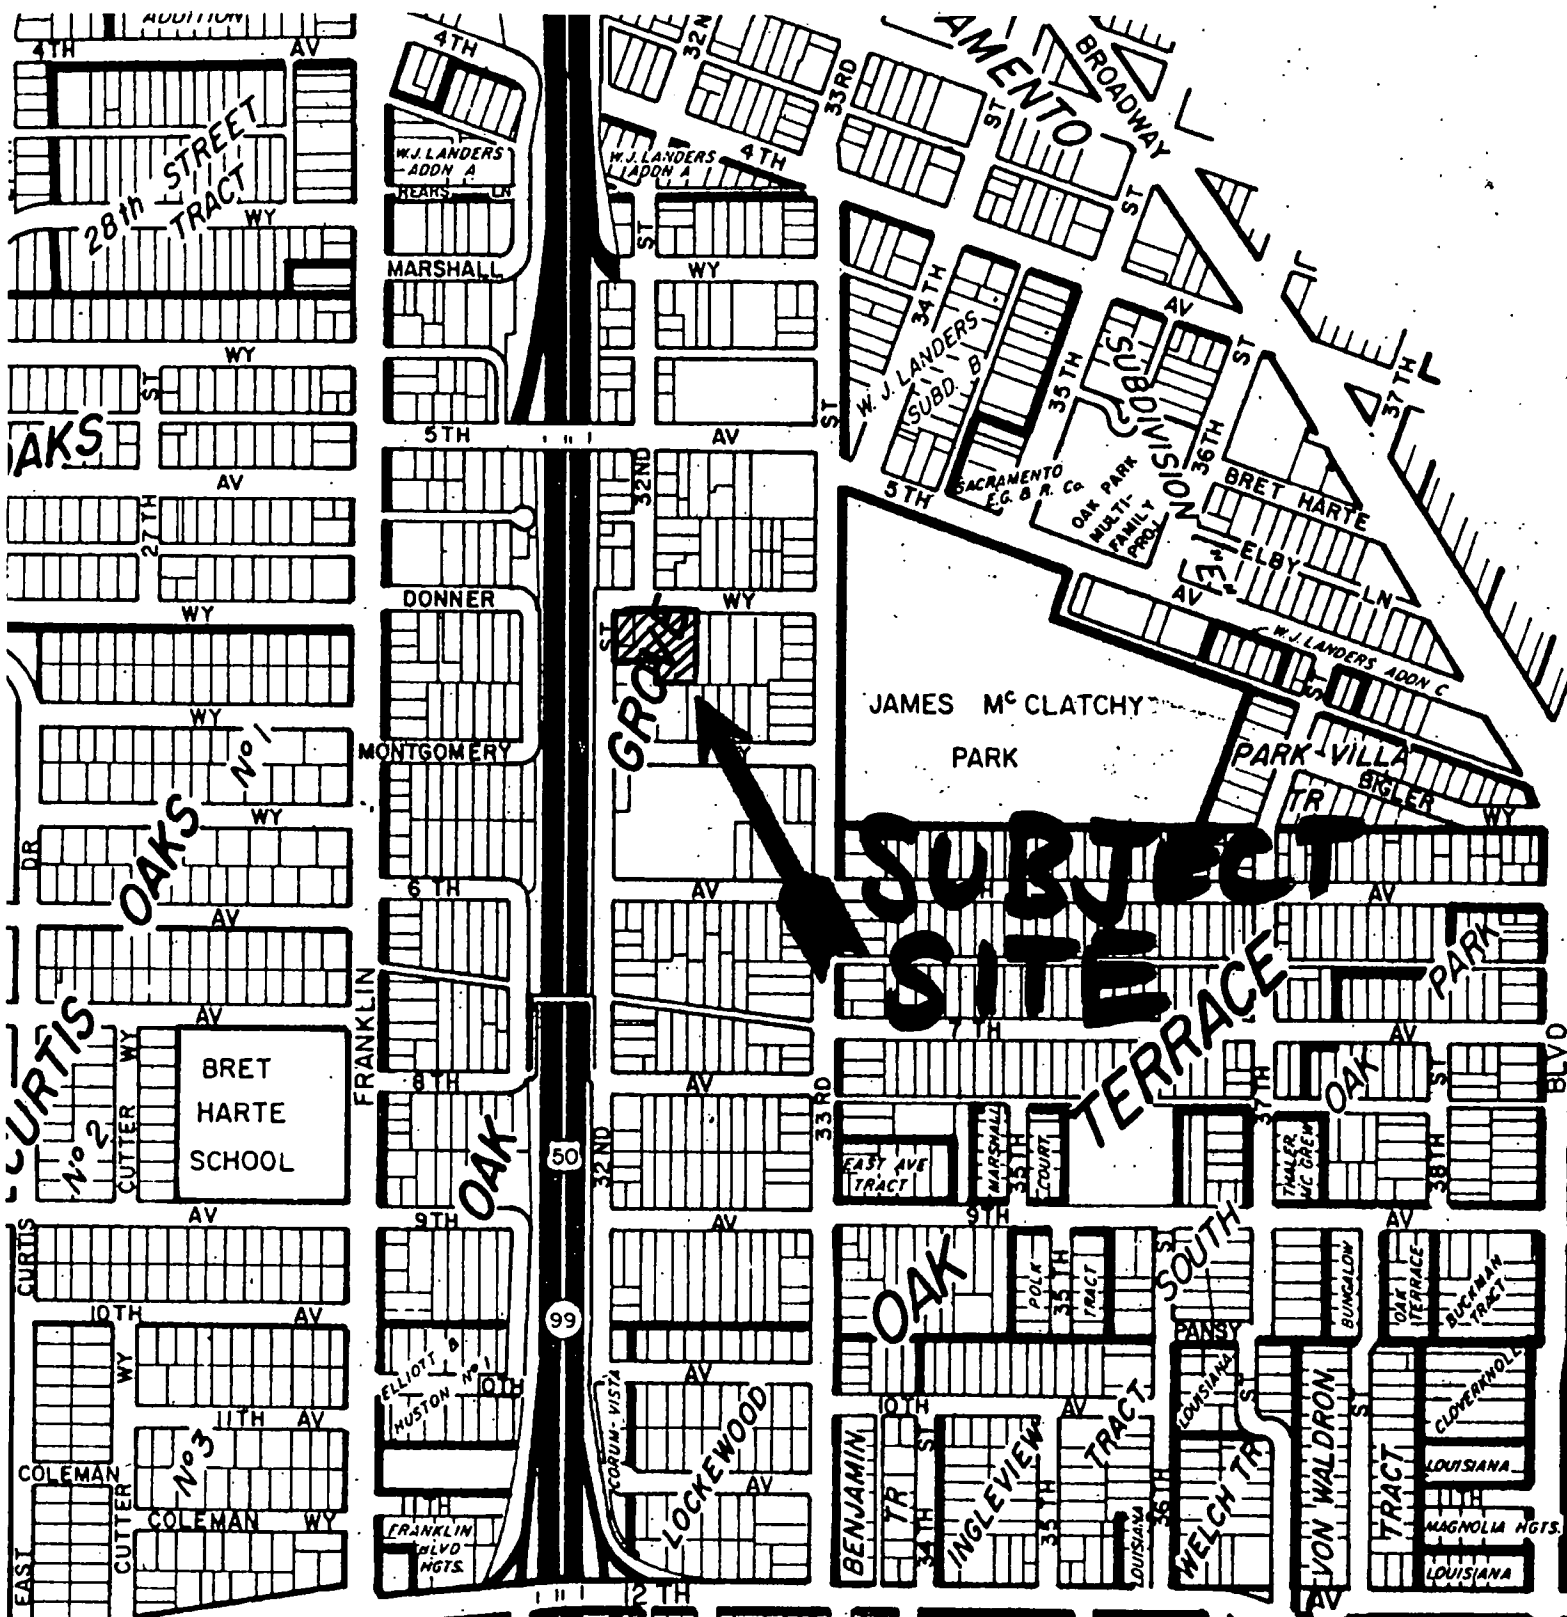 ADDITION
4TH AV
4TH
32N
33RD
ST
AMENTO
BROADWAY
28th STREET
TRACT
W.J. LANDERS
ADDN A
W.J. LANDERS
ADDN A
4TH
REARS LN
WY
ST
ST
MARSHALL
WY
34TH
AV
WY
ST
W. J. LANDERS
SUBD. B
35TH
SUBDIVISION
ST
37TH
ST
AKS
5TH
AV
ST
36TH
AV
32ND
5TH
SACRAMENTO
E.G. & R. Co.
OAK PARK
MULTI-
FAMILY
PROJ.
BRET HARTE
27TH
ELBY LN
WY
DONNER
WY
AV
ST
W.J. LANDERS ADDN C
GRO
WY
Nº 1
MONTGOMERY
JAMES Mc CLATCHY
PARK
PARK-VILLA
TR
BIGLER
WY
OAKS
WY
DR
SUBJECT
SITE
6TH
AV
AV
AV
PARK
TERRACE
FRANKLIN
AV
7TH
AV
CURTIS
Nº 2
CUTTER WY
BRET
HARTE
SCHOOL
8TH
AV
33RD
37TH
OAK
ST
BLVD
OAK
50
32ND
EAST AVE
TRACT
MARSHALL
35TH
COURT
THALER
MC GREW
38TH
AV
9TH
AV
9TH
AV
CURTIS
OAK
POLK
35TH
TRACT
ST
SOUTH
BUNGALOW
OAK
TERRACE
BUCKMAN
TRACT
10TH
AV
99
PANSY
WY
ELLIOTT &
HUSTON Nº 1
10TH
CORUM-VISTA
AV
LOUISIANA
ST
ST
CLOVERKNOLL
11TH AV
10TH
AV
COLEMAN
Nº 3
LOCKEWOOD
AV
BENJAMIN
TR
34TH ST
INGLEVIEW
35TH
TRACT
LOUISIANA
36TH
WELCH TR
VON WALDRON
TRACT
LOUISIANA
11TH
MAGNOLIA HGTS.
LOUISIANA
CUTTER
COLEMAN WY
EAST
11TH
FRANKLIN
BLVD
HGTS.
12TH
AV